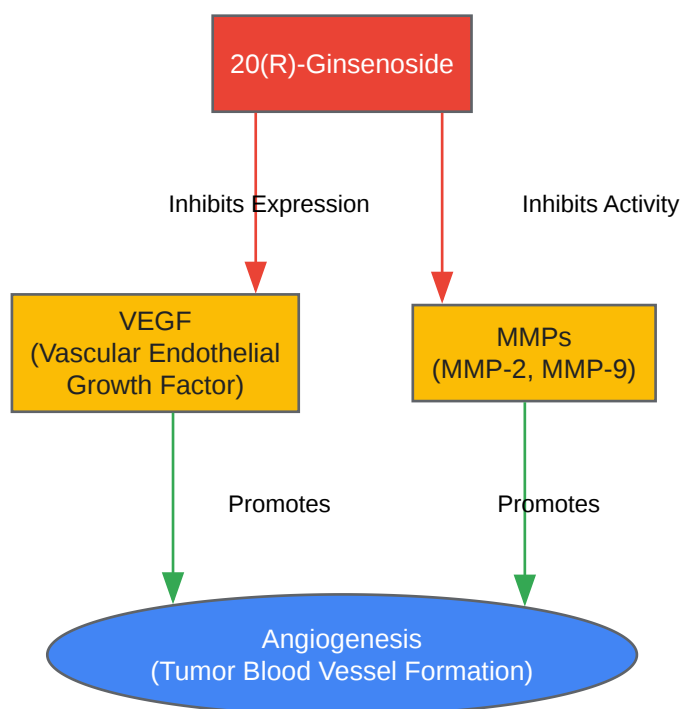 20(R)-Ginsenoside
Inhibits Expression
Inhibits Activity
VEGF
(Vascular Endothelial
Growth Factor)
MMPs
(MMP-2, MMP-9)
Promotes
Promotes
Angiogenesis
(Tumor Blood Vessel Formation)